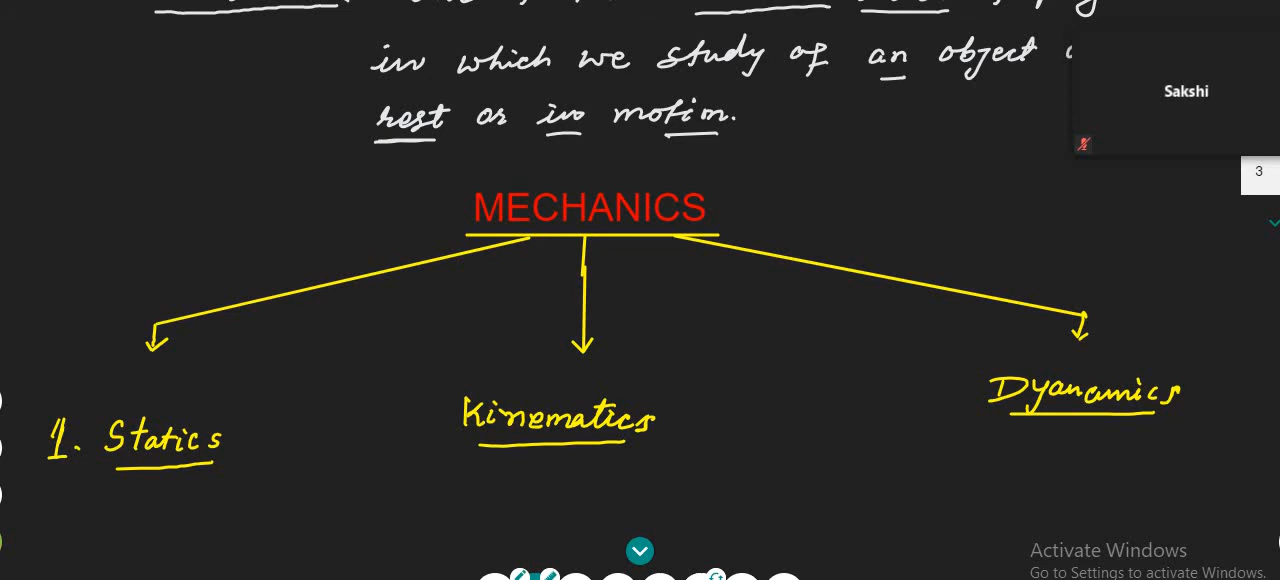 in which we study of an object
rest or in motion.
Sakshi
3
MECHANICS
1. Statics
Kinematics
Dyanamics
Activate Windows
Go to Settings to activate Windows.